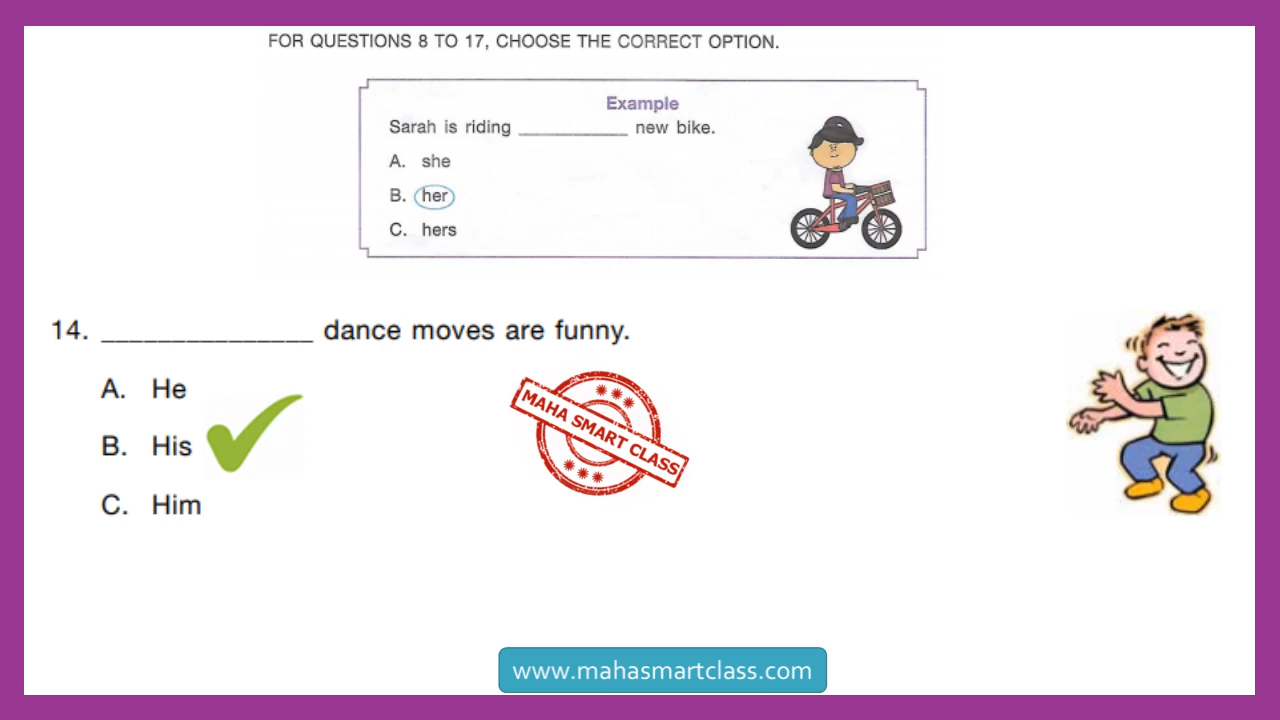 FOR QUESTIONS 8 TO 17, CHOOSE THE CORRECT OPTION.
Example
Sarah is riding ___________ new bike.
A. she
B. her
C. hers
14. _______________ dance moves are funny.
A. He
B. His
C. Him
MAHA SMART CLASS
www.mahasmartclass.com